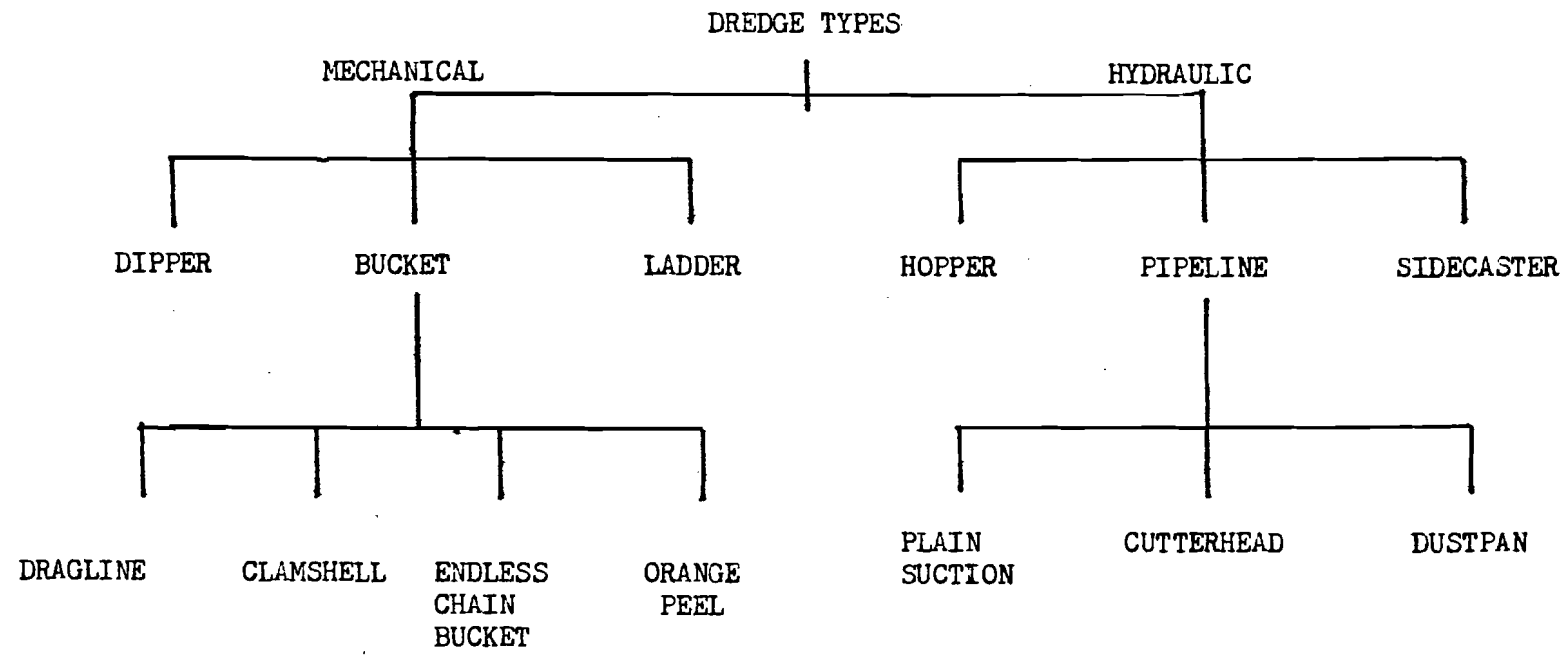 DREDGE TYPES
MECHANICAL
HYDRAULIC
DIPPER
BUCKET
LADDER
HOPPER
PIPELINE
SIDECASTER
DRAGLINE
CLAMSHELL
ENDLESS
CHAIN
BUCKET
ORANGE
PEEL
PLAIN
SUCTION
CUTTERHEAD
DUSTPAN